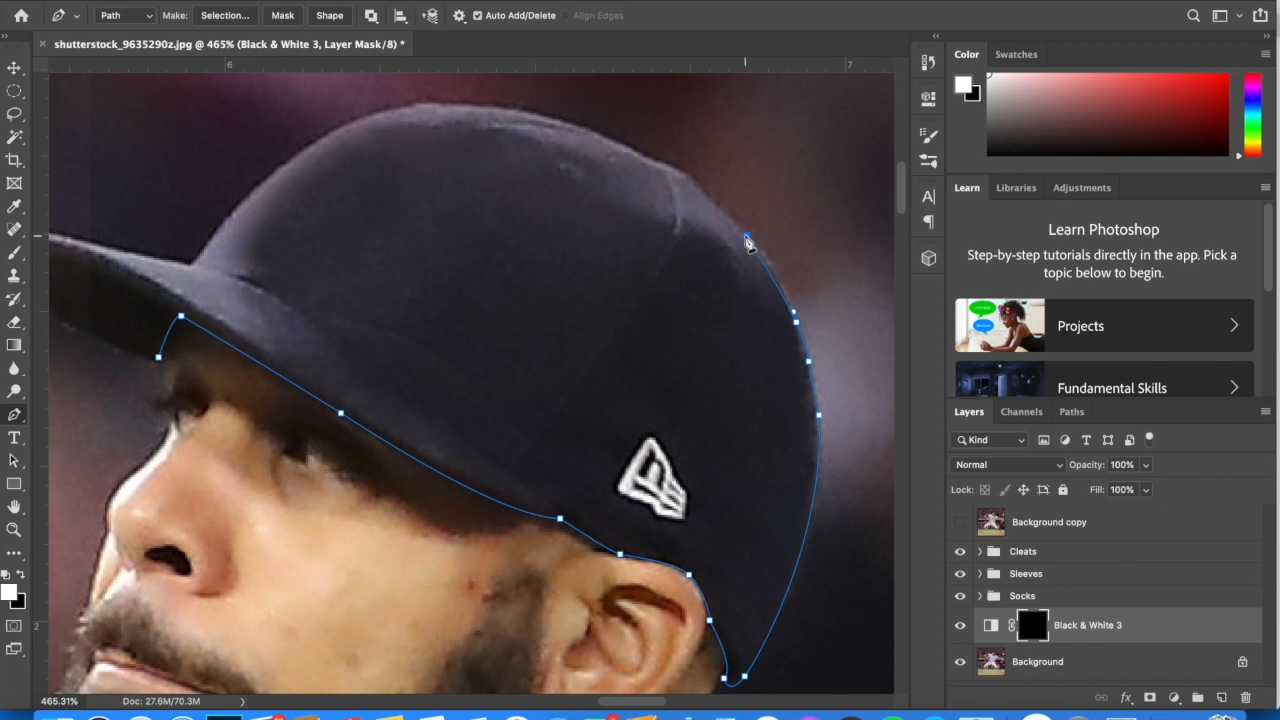 Path
Make:
Selection...
Mask
Shape
Auto Add/Delete
Align Edges
shutterstock_9635290z.jpg @ 465% (Black & White 3, Layer Mask/8) *
6
7
2
Color
Swatches
Learn
Libraries
Adjustments
Learn Photoshop
Step-by-step tutorials directly in the app. Pick a
topic below to begin.
Projects
Fundamental Skills
Layers
Channels
Paths
Kind
Normal
Opacity: 100%
Lock:
Fill: 100%
Background copy
Cleats
Sleeves
Socks
Black & White 3
Background
465.31%
Doc: 27.6M/70.3M